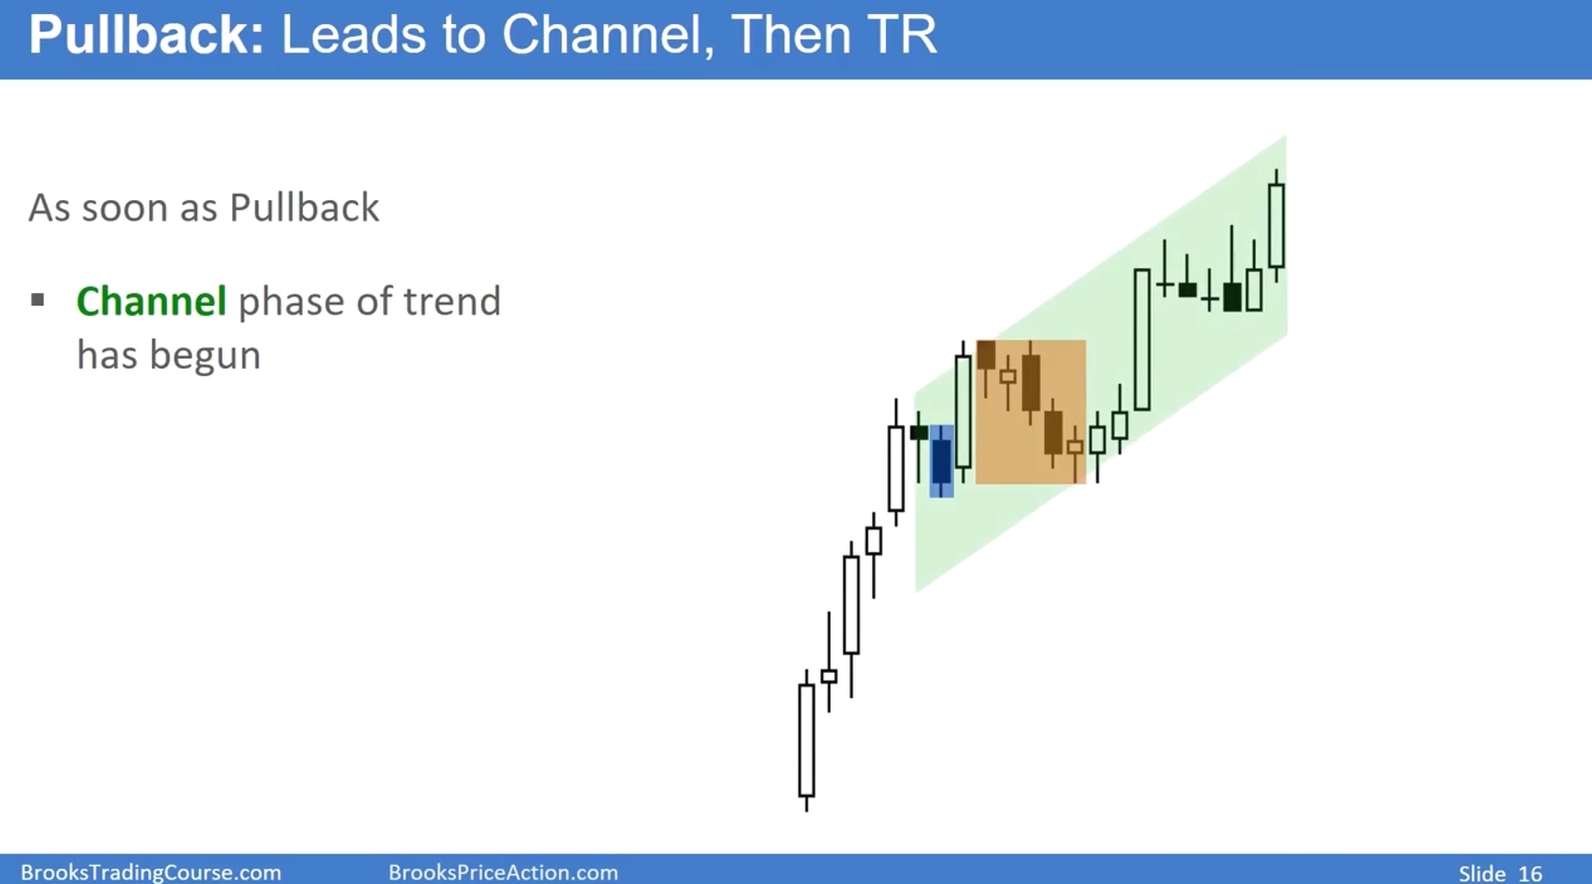 Pullback: Leads to Channel, Then TR
As soon as Pullback
▪ Channel phase of trend
has begun
BrooksTradingCourse.com
BrooksPriceAction.com
Slide 16